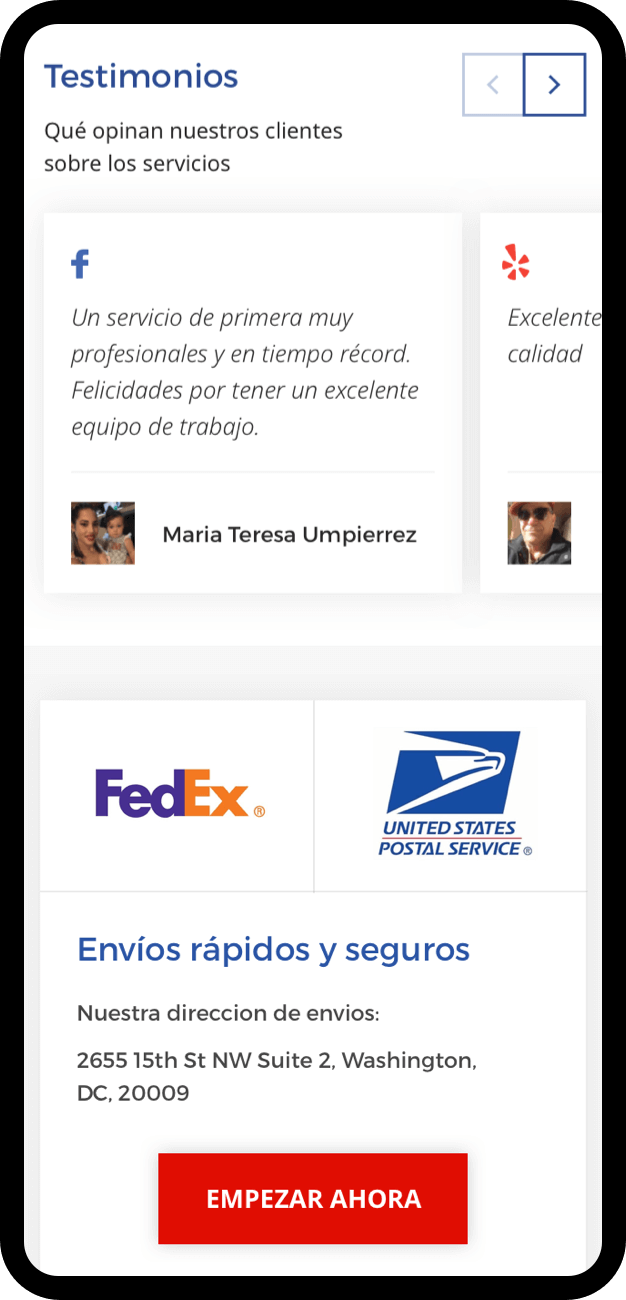 Testimonios
Qué opinan nuestros clientes
sobre los servicios
Un servicio de primera muy
profesionales y en tiempo récord.
Felicidades por tener un excelente
equipo de trabajo.
Maria Teresa Umpierrez
Excelente
calidad
FedEx®
UNITED STATES
POSTAL SERVICE®
Envíos rápidos y seguros
Nuestra direccion de envios:
2655 15th St NW Suite 2, Washington,
DC, 20009
EMPEZAR AHORA